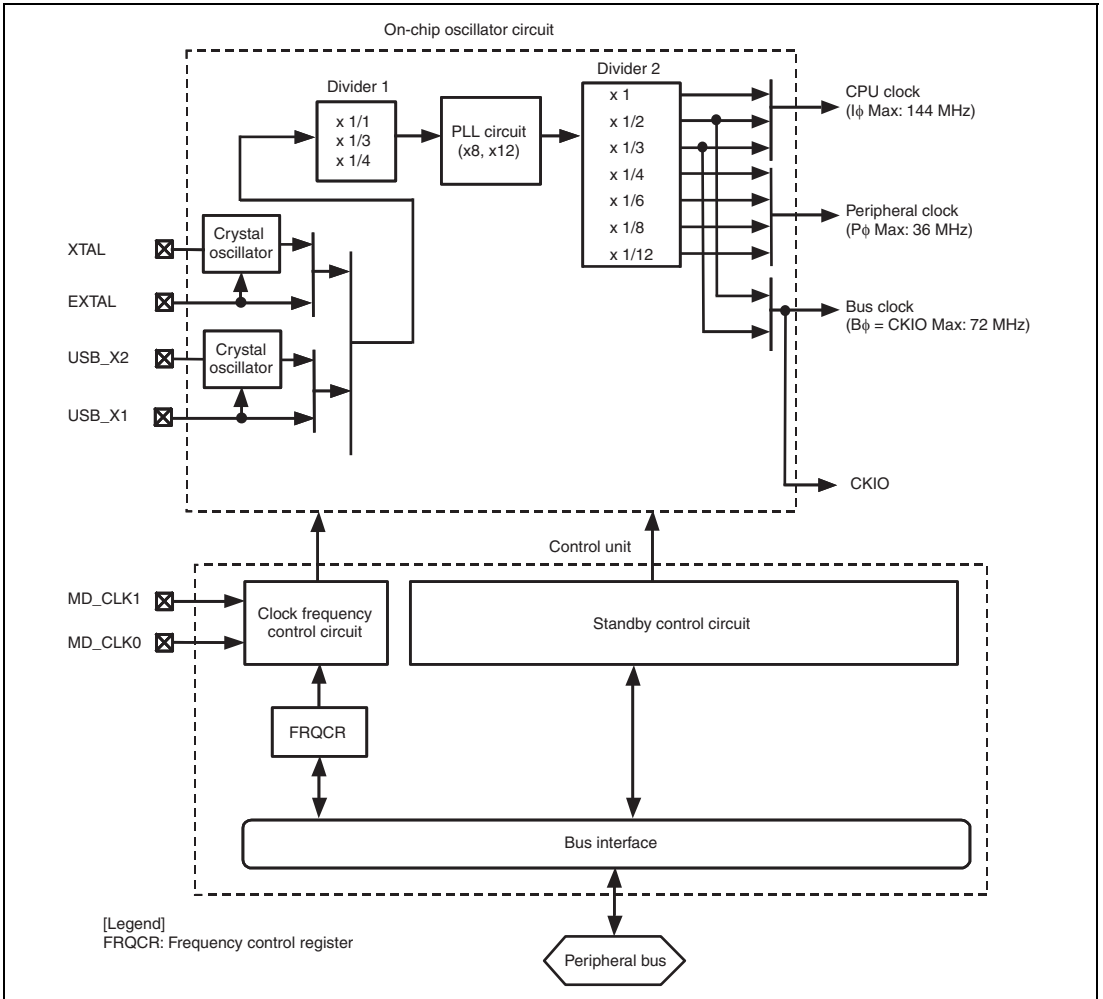 On-chip oscillator circuit
Divider 1
x 1/1
x 1/3
x 1/4
PLL circuit
(x8, x12)
Divider 2
x 1
x 1/2
x 1/3
x 1/4
x 1/6
x 1/8
x 1/12
CPU clock
(Iϕ Max: 144 MHz)
Peripheral clock
(Pϕ Max: 36 MHz)
Bus clock
(Bϕ = CKIO Max: 72 MHz)
CKIO
XTAL
Crystal
oscillator
EXTAL
USB_X2
Crystal
oscillator
USB_X1
Control unit
MD_CLK1
MD_CLK0
Clock frequency
control circuit
Standby control circuit
FRQCR
Bus interface
[Legend]
FRQCR: Frequency control register
Peripheral bus